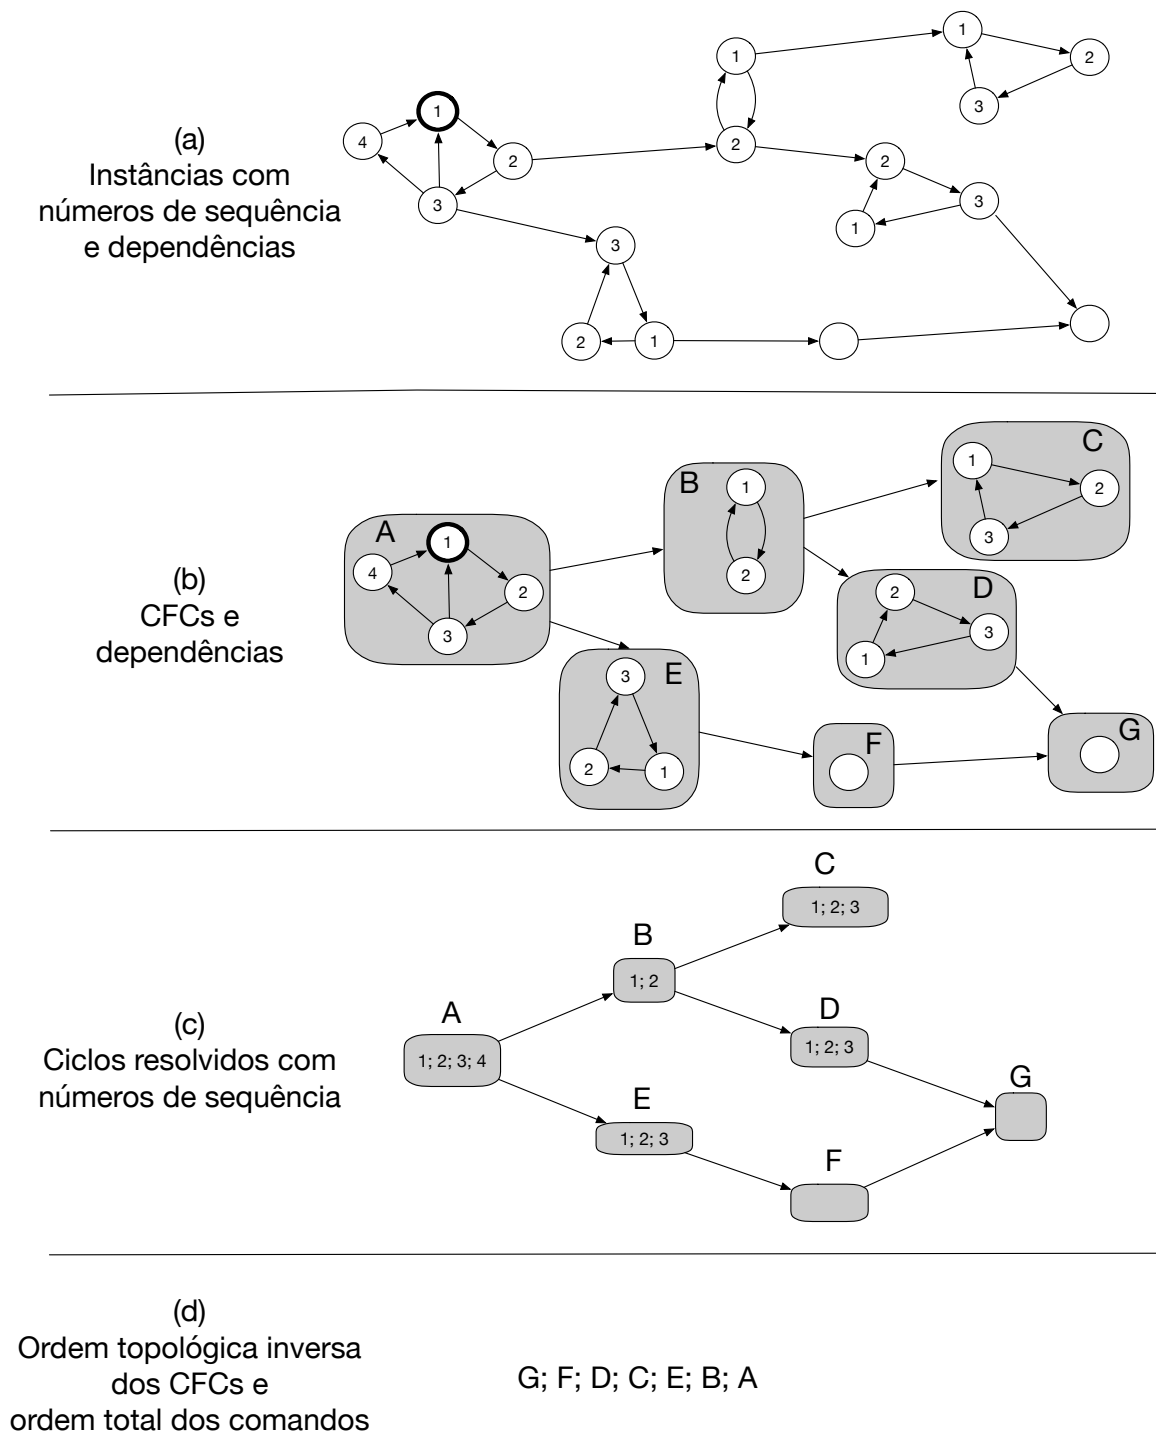 (a)
Instâncias com
números de sequência
e dependências
1
4
2
3
1
2
1
2
3
2
3
1
3
2
1
(b)
CFCs e
dependências
A
1
4
2
3
B
1
2
C
1
2
3
D
2
3
1
E
3
2
1
F
G
(c)
Ciclos resolvidos com
números de sequência
A
1; 2; 3; 4
B
1; 2
C
1; 2; 3
D
1; 2; 3
E
1; 2; 3
F
G
(d)
Ordem topológica inversa
dos CFCs e
ordem total dos comandos
G; F; D; C; E; B; A